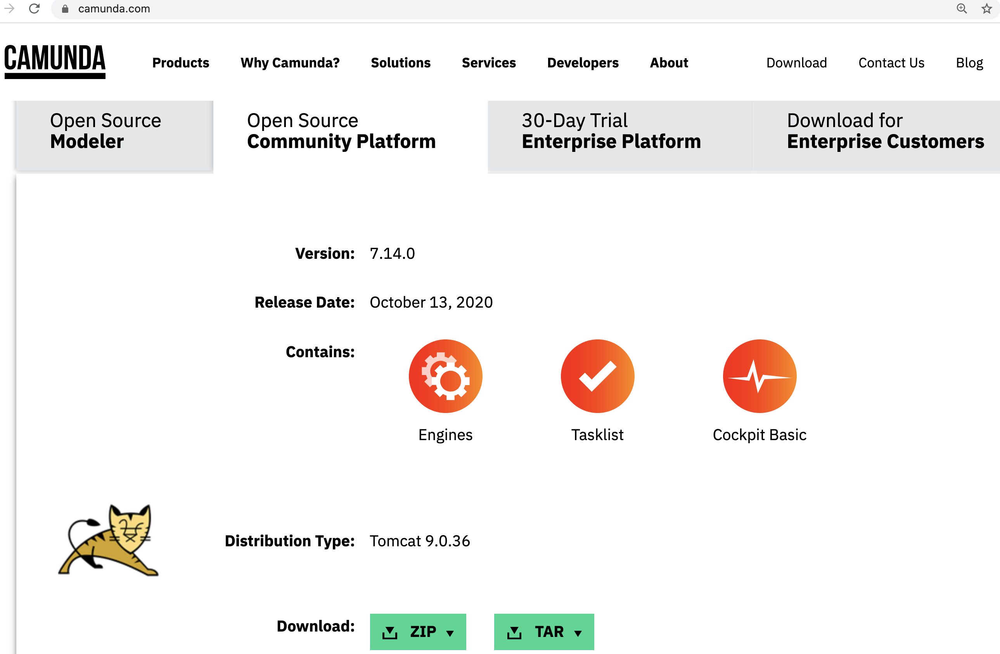 camunda.com
CAMUNDA
Products Why Camunda? Solutions Services Developers About Download Contact Us Blog
Open Source
Modeler
Open Source
Community Platform
30-Day Trial
Enterprise Platform
Download for
Enterprise Customers
Version: 7.14.0
Release Date: October 13, 2020
Contains:
Engines Tasklist Cockpit Basic
Distribution Type: Tomcat 9.0.36
Download: ZIP TAR